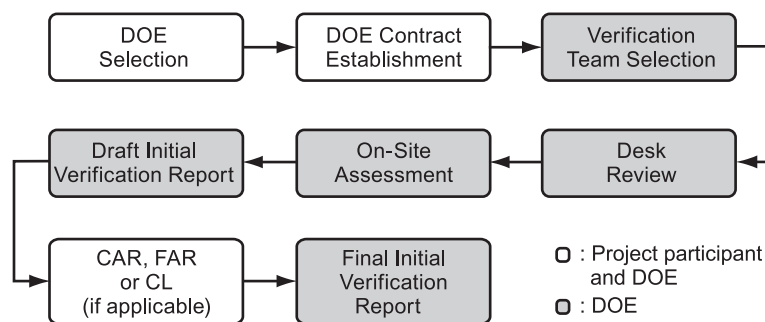 DOE
Selection
DOE Contract
Establishment
Verification
Team Selection
Draft Initial
Verification Report
On-Site
Assessment
Desk
Review
CAR, FAR
or CL
(if applicable)
Final Initial
Verification
Report
: Project participant
and DOE
: DOE